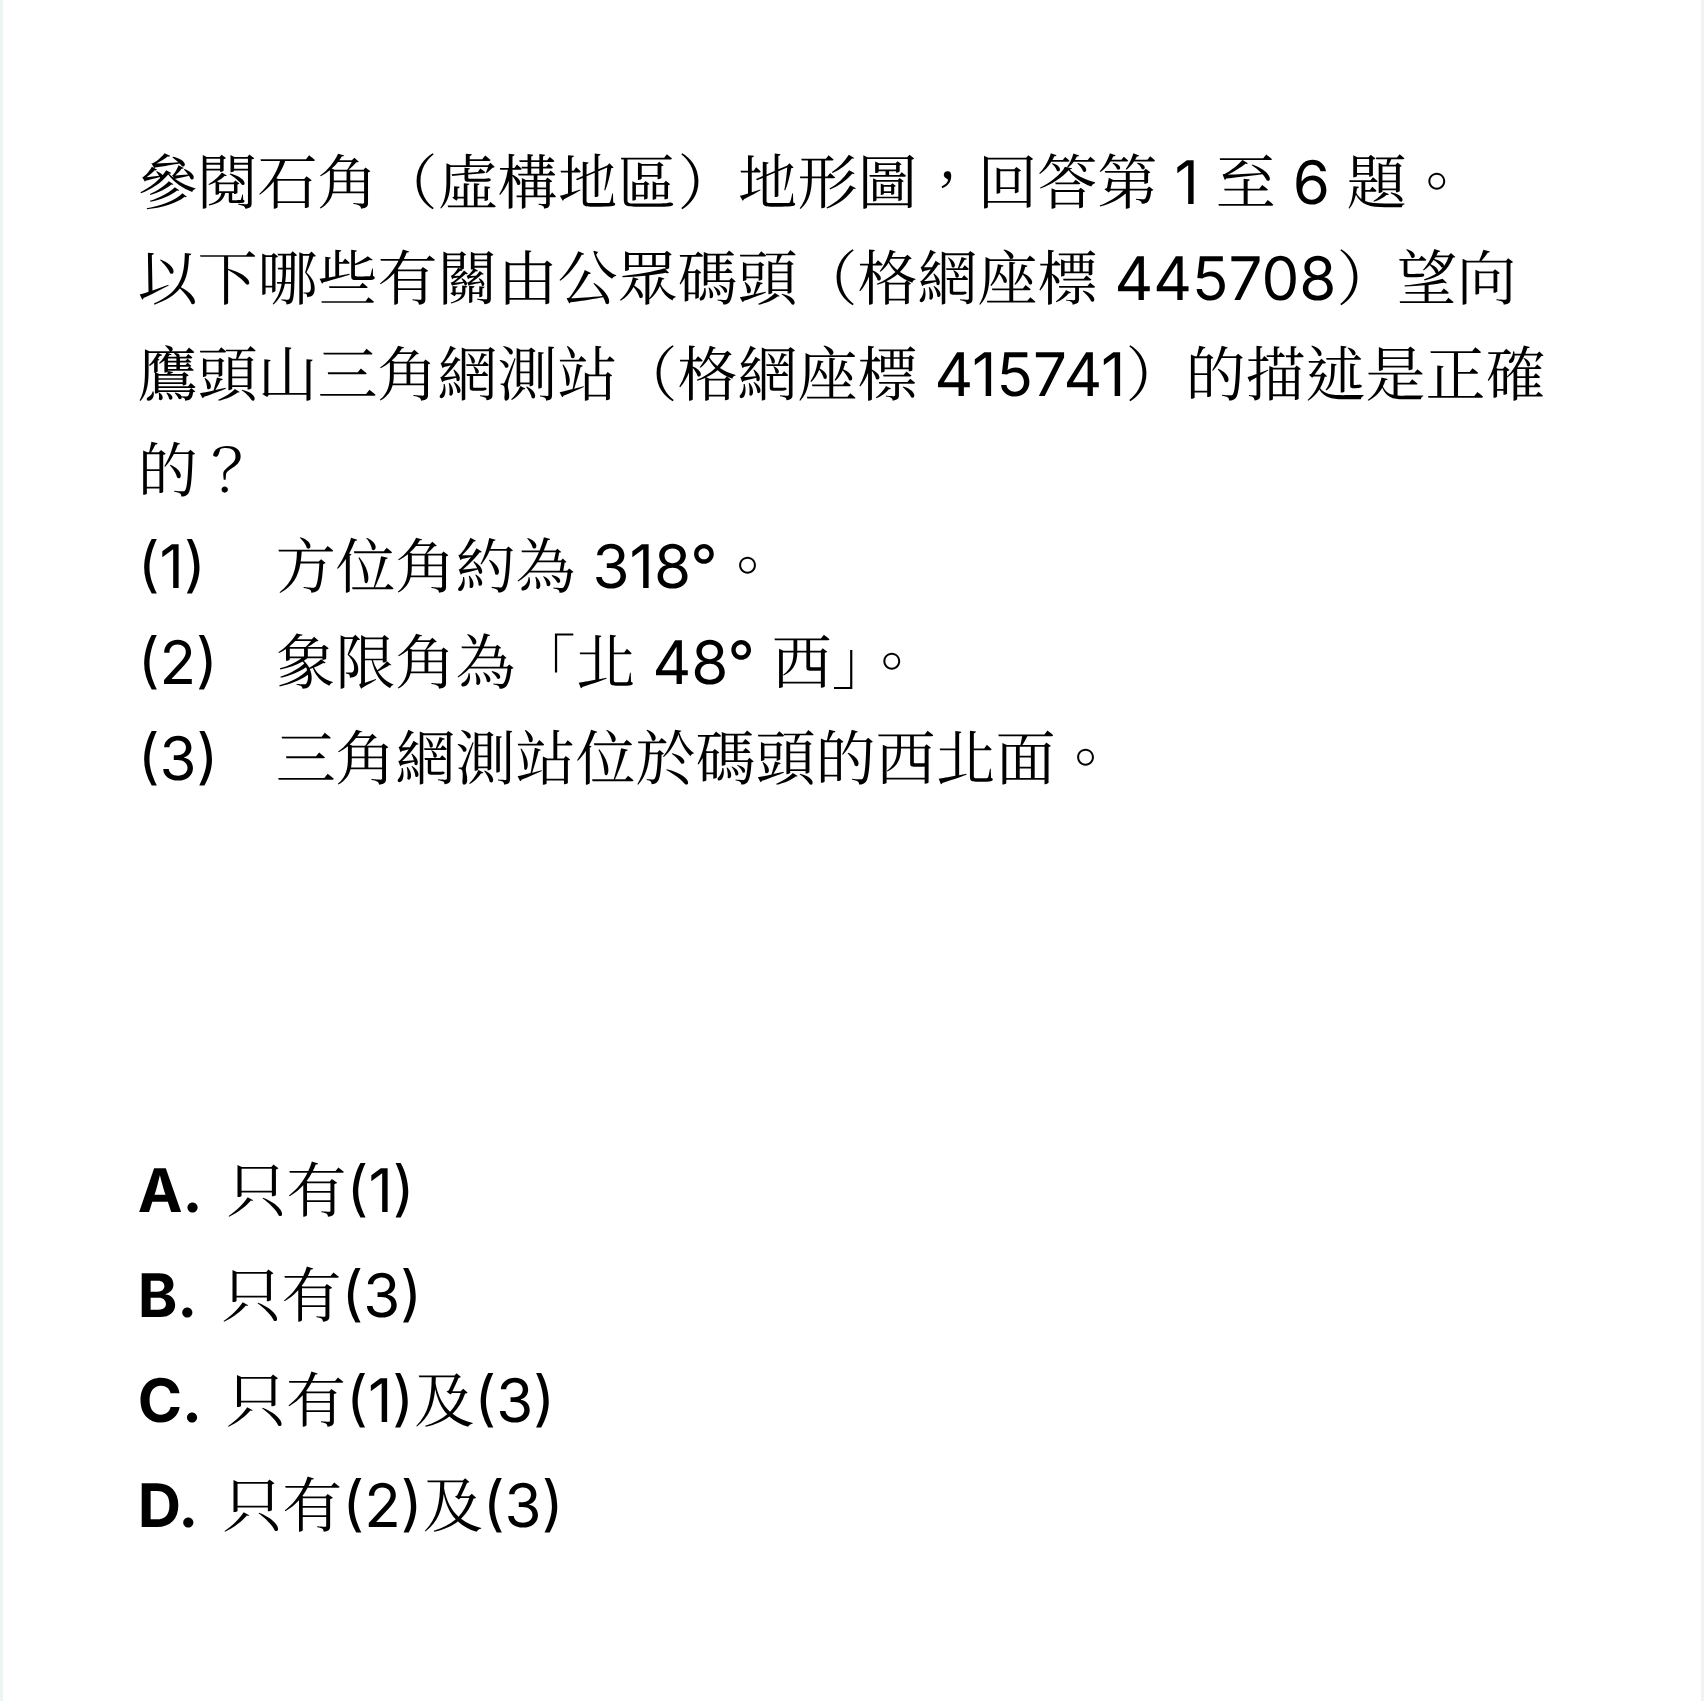 參閱石角（虛構地區）地形圖，回答第 1 至 6 題。
以下哪些有關由公眾碼頭（格網座標 445708）望向
鷹頭山三角網測站（格網座標 415741）的描述是正確
的？
(1) 方位角約為 318°。
(2) 象限角為「北 48° 西」。
(3) 三角網測站位於碼頭的西北面。
A. 只有(1)
B. 只有(3)
C. 只有(1)及(3)
D. 只有(2)及(3)